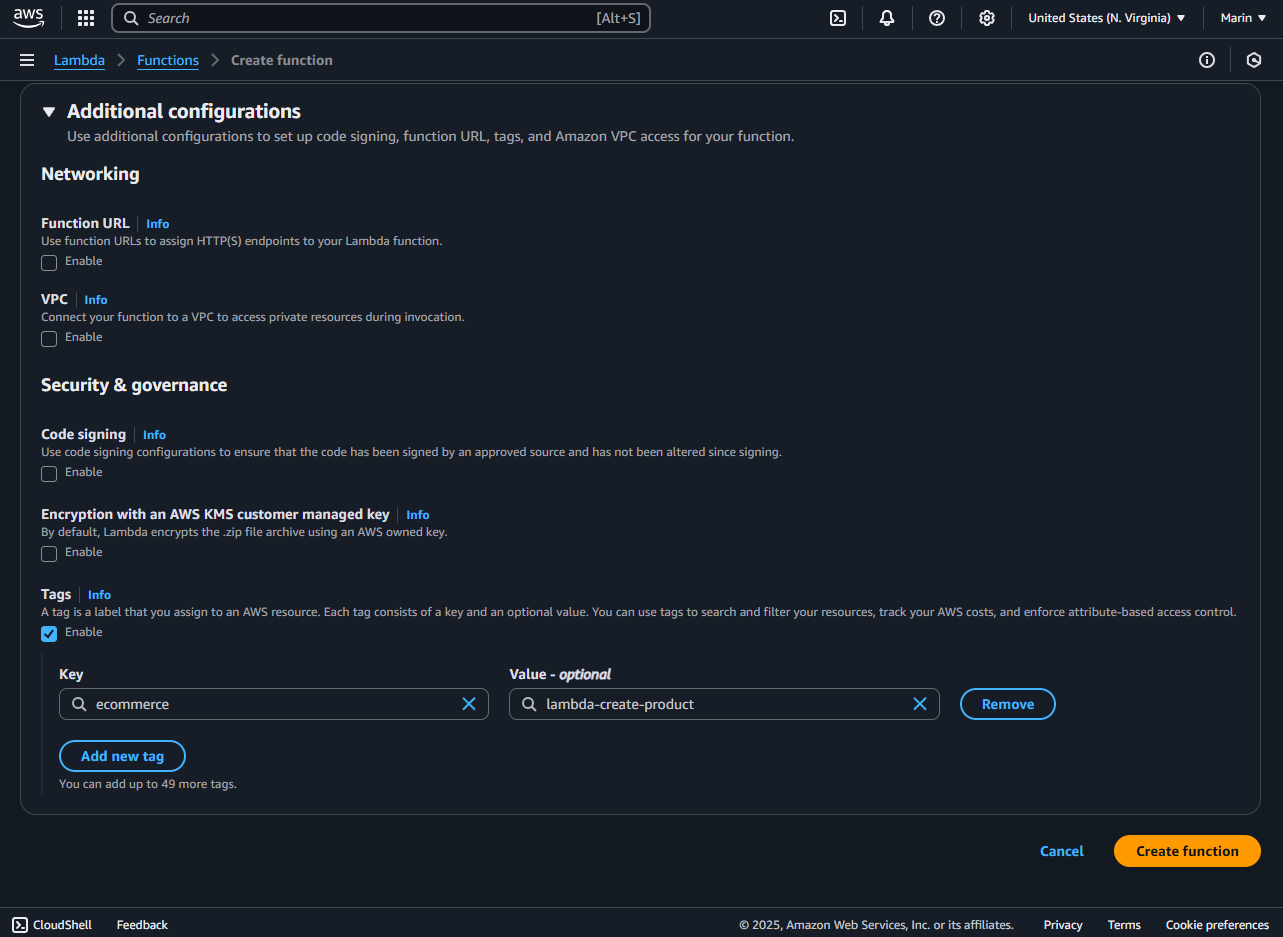 aws
Search
[Alt+S]
United States (N. Virginia)
Marin
Lambda
Functions
Create function
Additional configurations
Use additional configurations to set up code signing, function URL, tags, and Amazon VPC access for your function.
Networking
Function URL
Info
Use function URLs to assign HTTP(S) endpoints to your Lambda function.
Enable
VPC
Info
Connect your function to a VPC to access private resources during invocation.
Enable
Security & governance
Code signing
Info
Use code signing configurations to ensure that the code has been signed by an approved source and has not been altered since signing.
Enable
Encryption with an AWS KMS customer managed key
Info
By default, Lambda encrypts the .zip file archive using an AWS owned key.
Enable
Tags
Info
A tag is a label that you assign to an AWS resource. Each tag consists of a key and an optional value. You can use tags to search and filter your resources, track your AWS costs, and enforce attribute-based access control.
Enable
Key
Value - optional
ecommerce
lambda-create-product
Remove
Add new tag
You can add up to 49 more tags.
Cancel
Create function
CloudShell
Feedback
© 2025, Amazon Web Services, Inc. or its affiliates.
Privacy
Terms
Cookie preferences